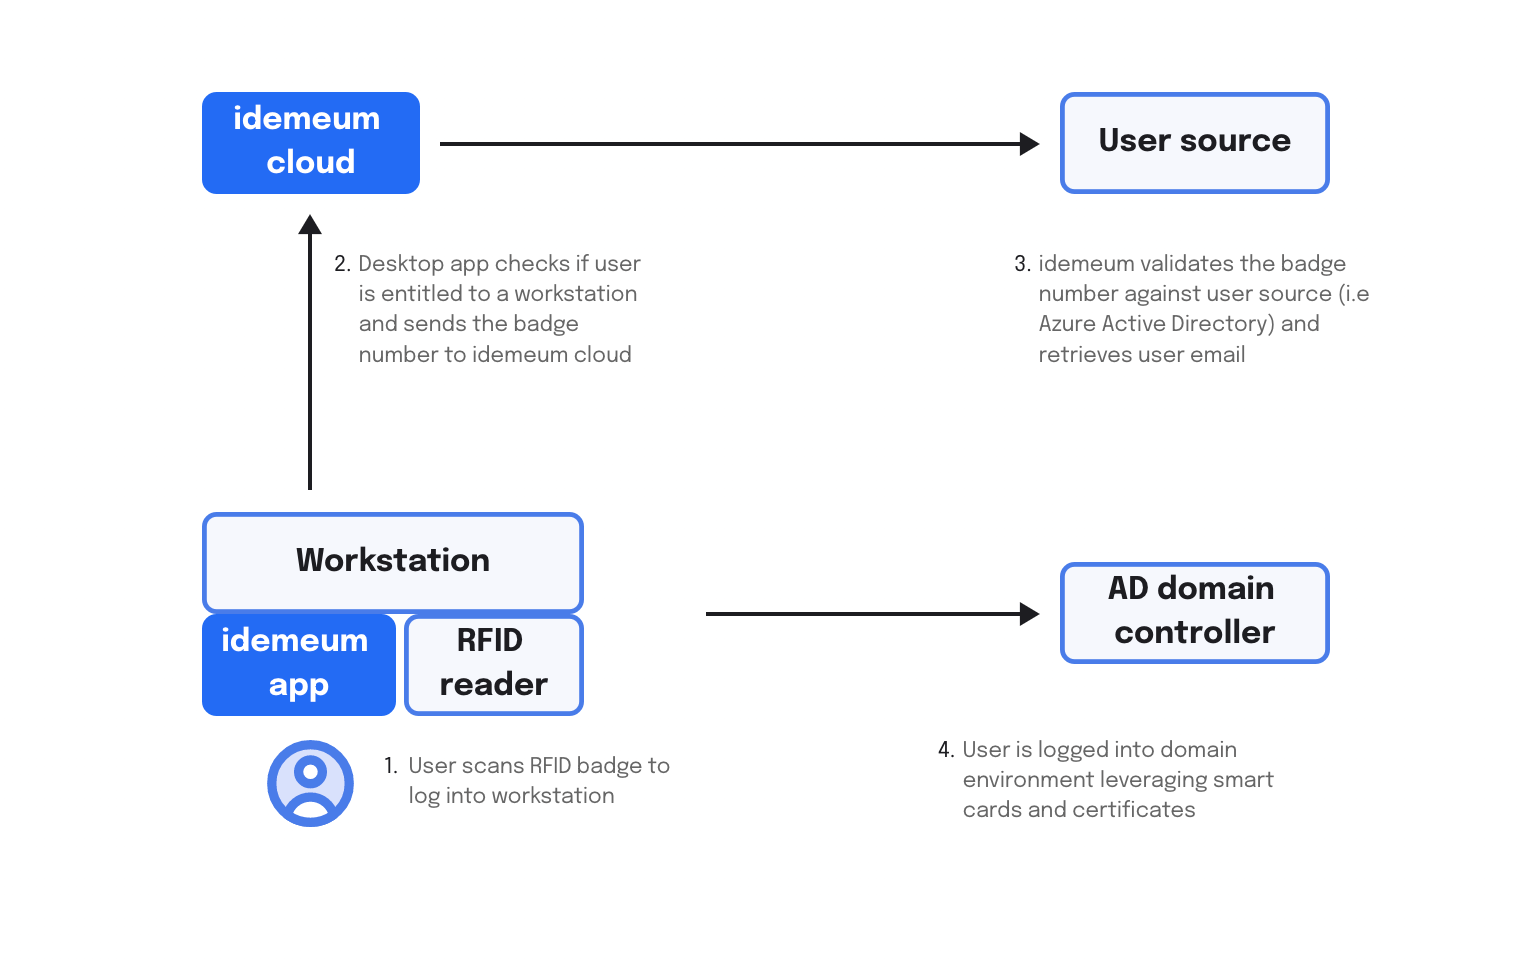 idemeum
cloud
User source
2. Desktop app checks if user
is entitled to a workstation
and sends the badge
number to idemeum cloud
3. idemeum validates the badge
number against user source (i.e
Azure Active Directory) and
retrieves user email
Workstation
idemeum
app
RFID
reader
AD domain
controller
1. User scans RFID badge to
log into workstation
4. User is logged into domain
environment leveraging smart
cards and certificates